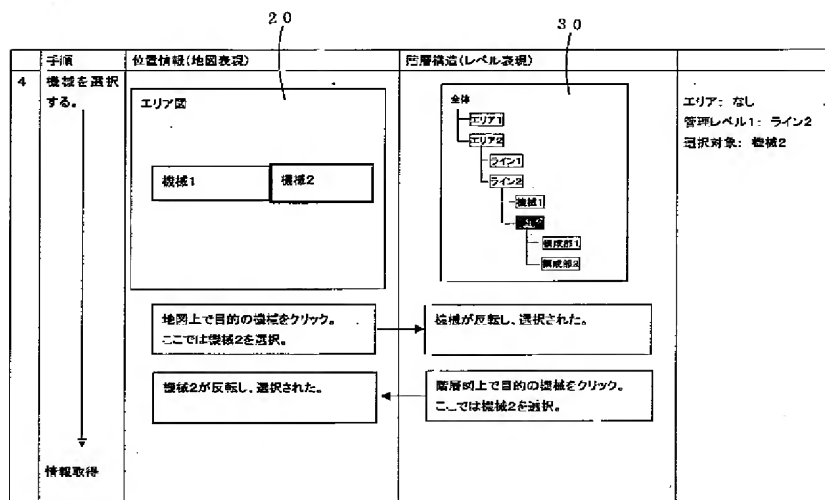 20
30
手順
位置情報(地図表現)
階層構造(レベル表現)
4
機械を選択
する。
情報取得
エリア図
機械1
機械2
全体
エリア1
エリア2
ライン1
ライン2
機械1
機械2
構成部1
構成部2
エリア: なし
管理レベル1: ライン2
選択対象: 機械2
地図上で目的の機械をクリック。
ここでは機械2を選択。
機械が反転し、選択された。
機械2が反転し、選択された。
階層図上で目的の機械をクリック。
ここでは機械2を選択。